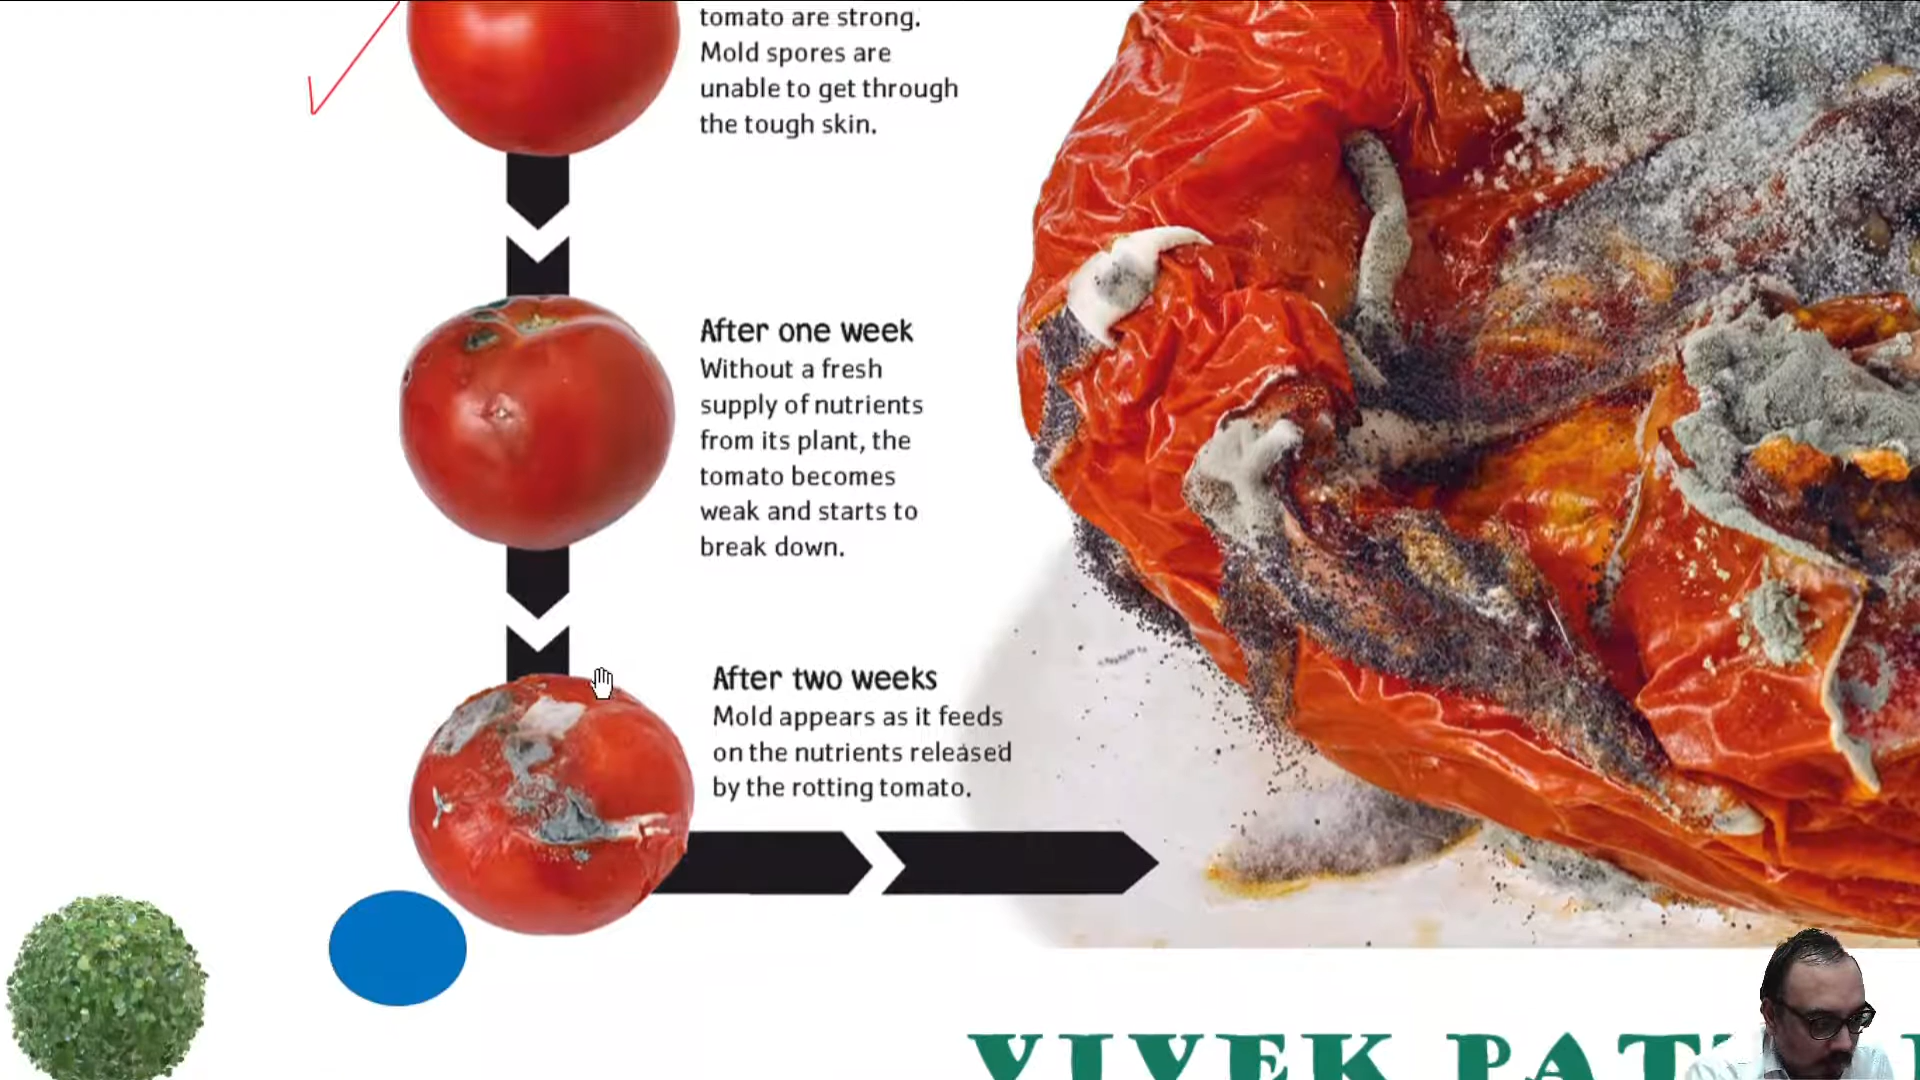 tomato are strong.
Mold spores are
unable to get through
the tough skin.
After one week
Without a fresh
supply of nutrients
from its plant, the
tomato becomes
weak and starts to
break down.
After two weeks
Mold appears as it feeds
on the nutrients released
by the rotting tomato.
VIVEK